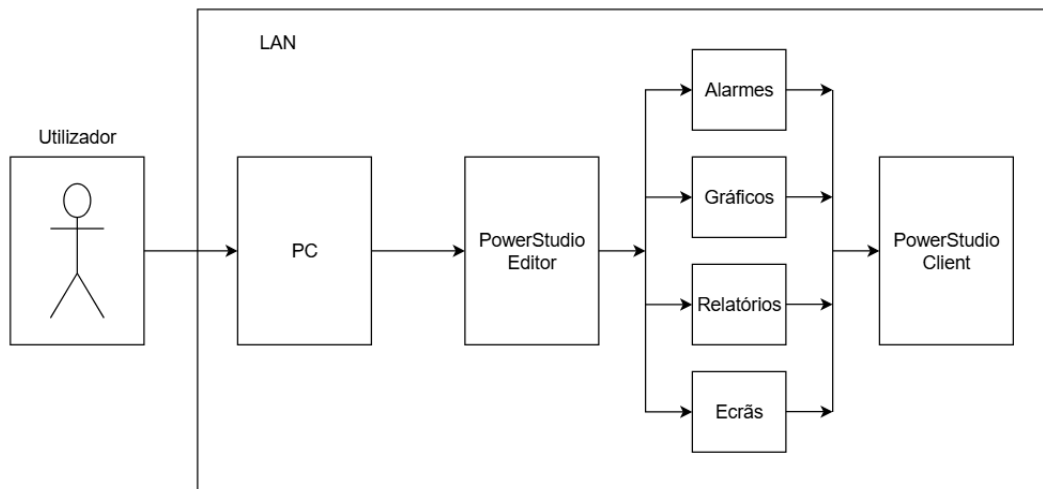 LAN
Utilizador
PC
PowerStudio
Editor
Alarmes
Gráficos
Relatórios
Ecrãs
PowerStudio
Client